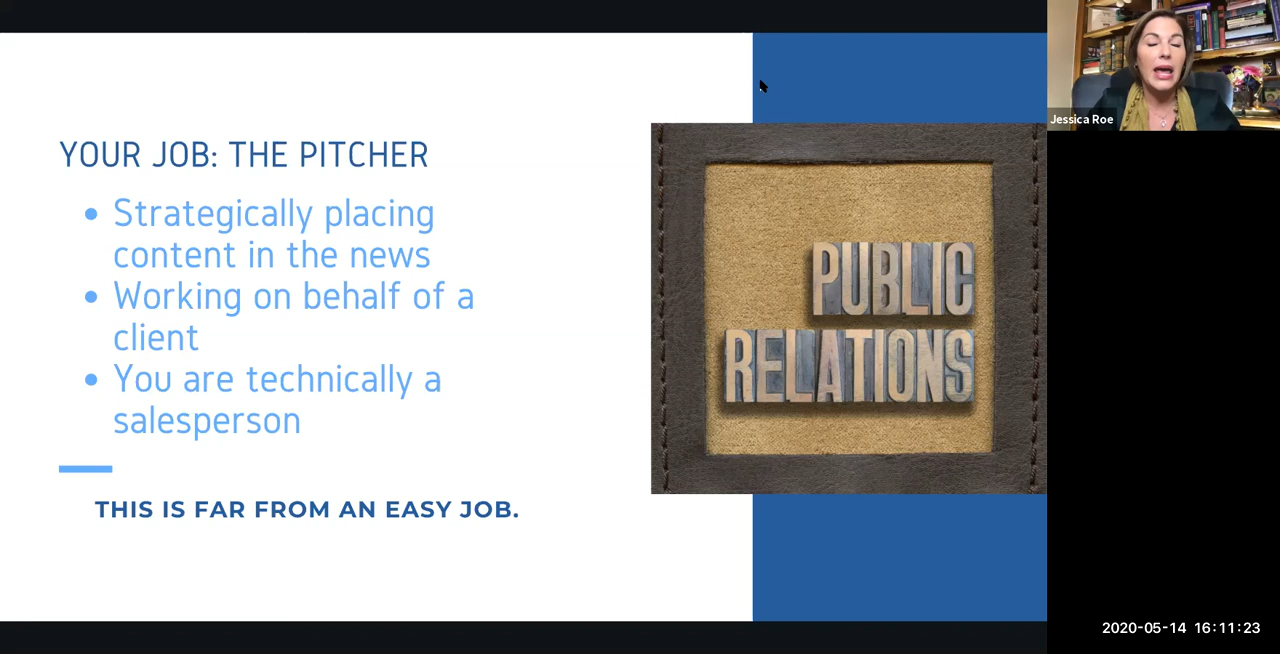 YOUR JOB: THE PITCHER
Strategically placing
content in the news
Working on behalf of a
client
You are technically a
salesperson
THIS IS FAR FROM AN EASY JOB.
PUBLIC
RELATIONS
Jessica Roe
2020-05-14 16:11:23